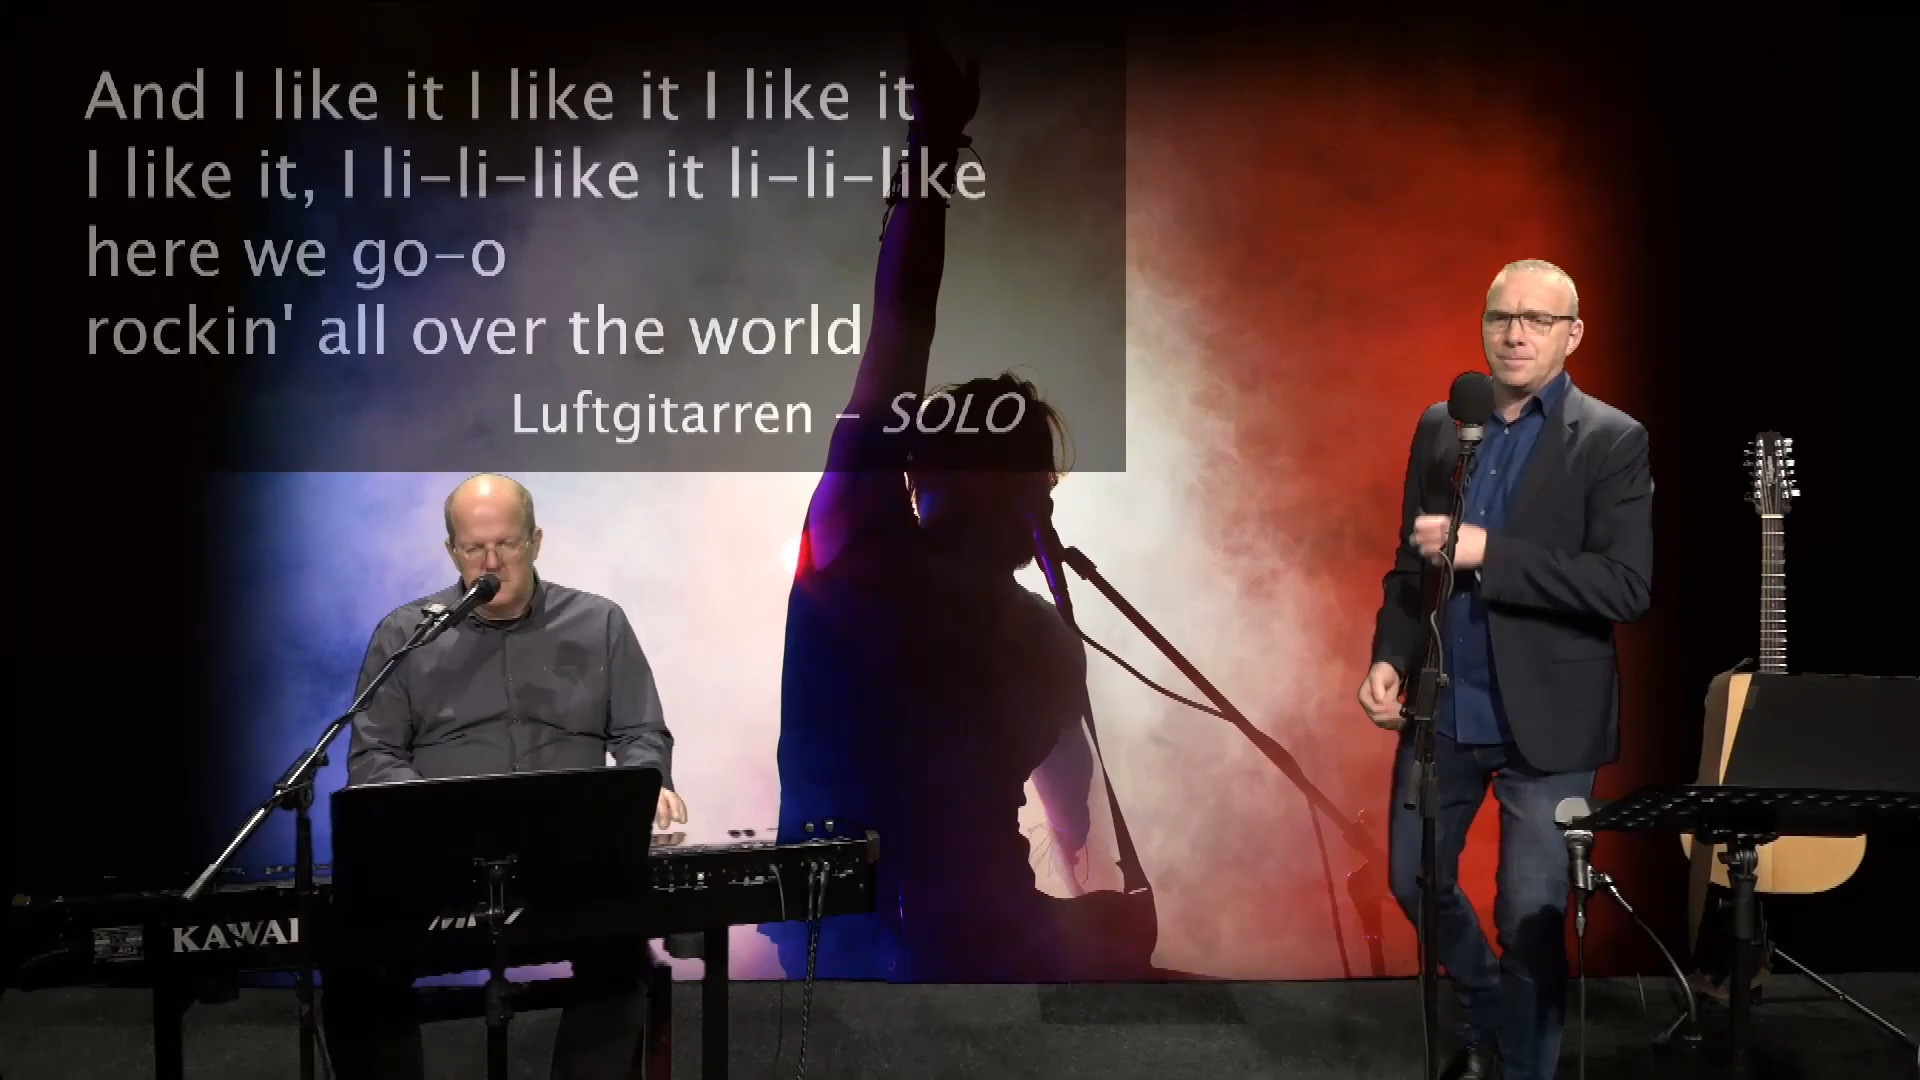 And I like it I like it I like it
I like it, I li-li-like it li-li-like
here we go-o
rockin' all over the world
Luftgitarren - SOLO
KAWAI